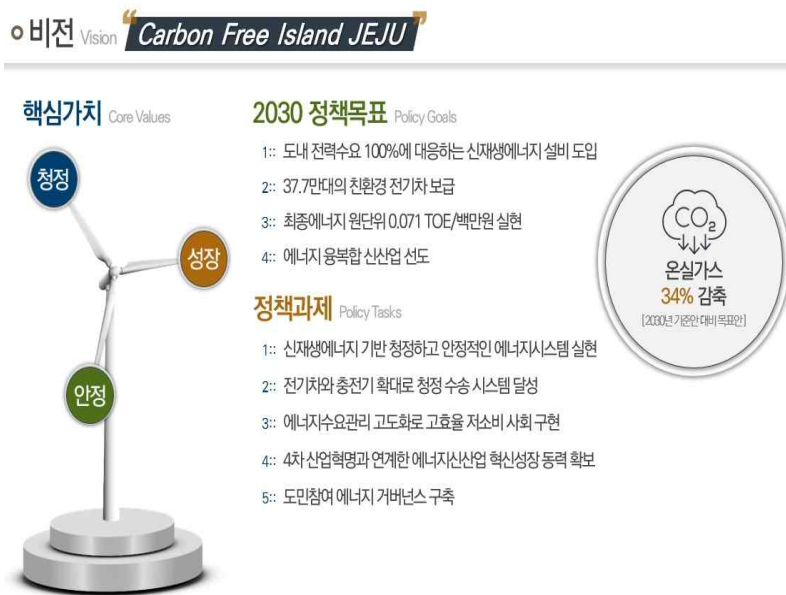 비전 Vision “Carbon Free Island JEJU”
핵심가치 Core Values
청정
성장
안정
2030 정책목표 Policy Goals
1:: 도내 전력수요 100%에 대응하는 신재생에너지 설비 도입
2:: 37.7만대의 친환경 전기차 보급
3:: 최종에너지 원단위 0.071 TOE/백만원 실현
4:: 에너지 융복합 신산업 선도
정책과제 Policy Tasks
1:: 신재생에너지 기반 청정하고 안정적인 에너지시스템 실현
2:: 전기차와 충전기 확대로 청정 수송 시스템 달성
3:: 에너지수요관리 고도화로 고효율 저소비 사회 구현
4:: 4차 산업혁명과 연계한 에너지신산업 혁신성장 동력 확보
5:: 도민참여 에너지 거버넌스 구축
CO₂
온실가스
34% 감축
[2030년 기준안 대비 목표안]